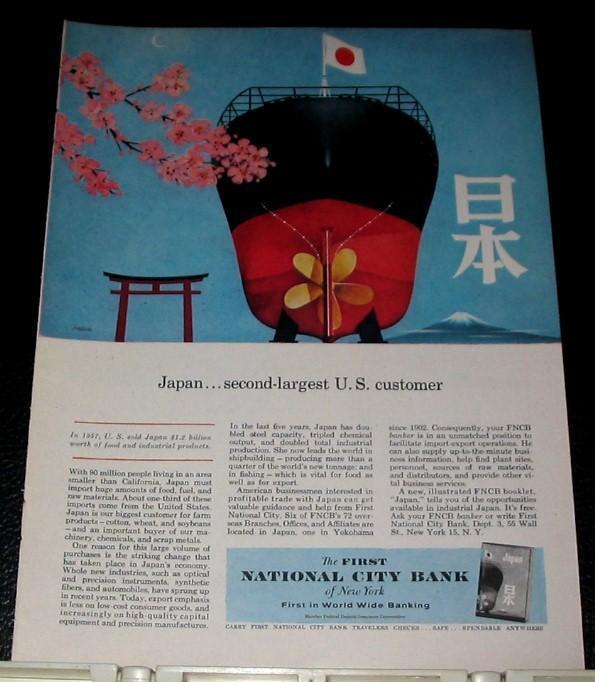 日本
Japan...second-largest U.S. customer
In 1957, U. S. sold Japan $1.2 billion
worth of food and industrial products.
With 90 million people living in an area
smaller than California, Japan must
import huge amounts of food, fuel, and
raw materials. About one-third of these
imports come from the United States.
Japan is our biggest customer for farm
products – cotton, wheat, and soybeans
– and an important buyer of our ma-
chinery, chemicals, and scrap metals.
One reason for this large volume of
purchases is the striking change that
has taken place in Japan's economy.
Whole new industries, such as optical
and precision instruments, synthetic
fibers, and automobiles, have sprung up
in recent years. Today, export emphasis
is less on low-cost consumer goods, and
increasingly on high-quality capital
equipment and precision manufactures.
In the last five years, Japan has dou-
bled steel capacity, tripled chemical
output, and doubled total industrial
production. She now leads the world in
shipbuilding – producing more than a
quarter of the world's new tonnage: and
in fishing – which is vital for food as
well as for export.
American businessmen interested in
profitable trade with Japan can get
valuable guidance and help from First
National City. Six of FNCB's 72 over-
seas Branches, Offices, and Affiliates are
located in Japan, one in Yokohama
since 1902. Consequently, your FNCB
banker is in an unmatched position to
facilitate import-export operations. He
can also supply up-to-the-minute busi-
ness information, help find plant sites,
personnel, sources of raw materials,
and distributors, and provide other vi-
tal business services.
A new, illustrated FNCB booklet,
"Japan," tells you of the opportunities
available in industrial Japan. It's free.
Ask your FNCB banker or write First
National City Bank, Dept. 3, 55 Wall
St., New York 15, N. Y.
The FIRST
NATIONAL CITY BANK
of New York
First in World Wide Banking
Member Federal Deposit Insurance Corporation
Japan
日本
CARRY FIRST NATIONAL CITY BANK TRAVELERS CHECKS...SAFE...SPENDABLE ANYWHERE